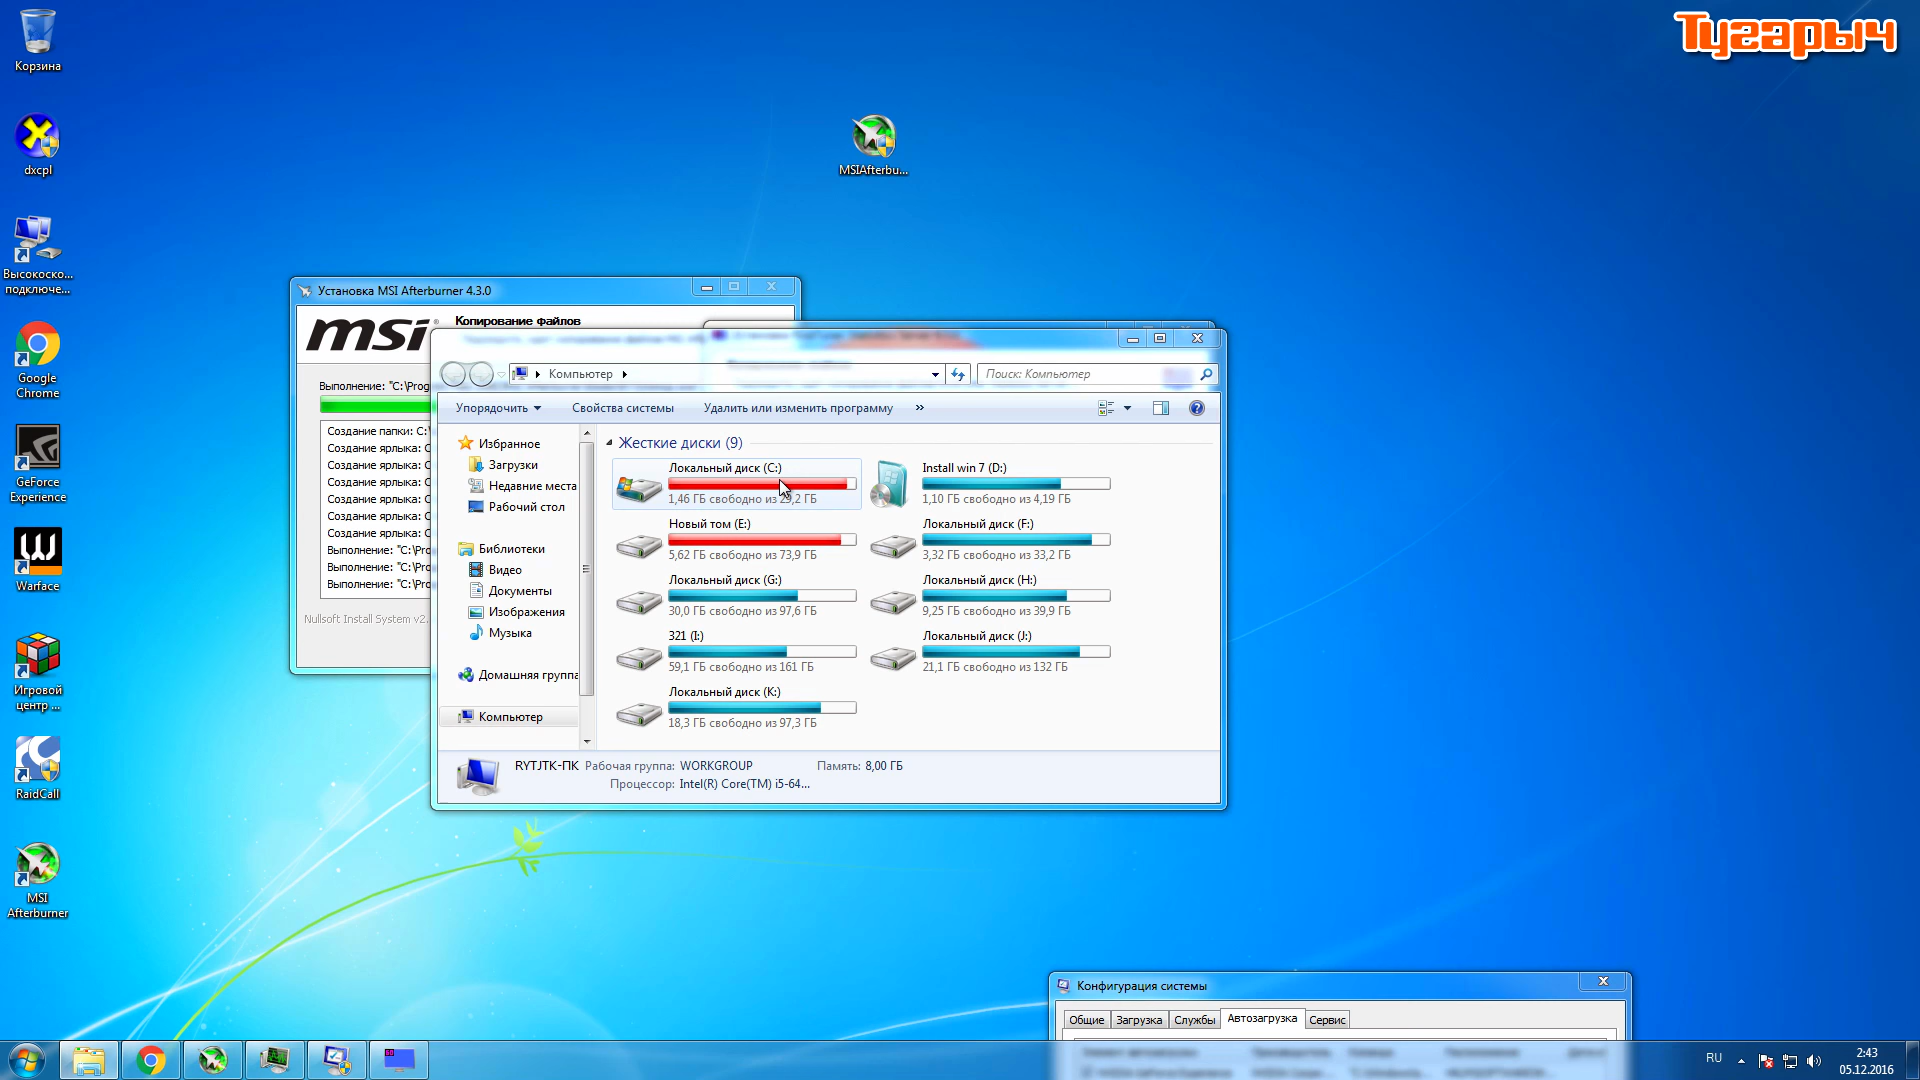 Тугарыч
Корзина
dxcpl
Высокоско...
подключе...
Google
Chrome
GeForce
Experience
Warface
Игровой
центр ...
RaidCall
MSI
Afterburner
MSIAfterbu...
Установка MSI Afterburner 4.3.0
msi
Копирование файлов
Выполнение: "C:\Prog
Создание папки: C:\
Создание ярлыка: C
Создание ярлыка: C
Создание ярлыка: C
Создание ярлыка: C
Создание ярлыка: C
Создание ярлыка: C
Выполнение: "C:\Pro
Выполнение: "C:\Pro
Выполнение: "C:\Pro
Nullsoft Install System v2.
Компьютер
Поиск: Компьютер
Упорядочить
Свойства системы
Удалить или изменить программу
»
Избранное
Загрузки
Недавние места
Рабочий стол
Библиотеки
Видео
Документы
Изображения
Музыка
Домашняя группа
Компьютер
Жесткие диски (9)
Локальный диск (C:)
1,46 ГБ свободно из 29,2 ГБ
Install win 7 (D:)
1,10 ГБ свободно из 4,19 ГБ
Новый том (E:)
5,62 ГБ свободно из 73,9 ГБ
Локальный диск (F:)
3,32 ГБ свободно из 33,2 ГБ
Локальный диск (G:)
30,0 ГБ свободно из 97,6 ГБ
Локальный диск (H:)
9,25 ГБ свободно из 39,9 ГБ
321 (I:)
59,1 ГБ свободно из 161 ГБ
Локальный диск (J:)
21,1 ГБ свободно из 132 ГБ
Локальный диск (K:)
18,3 ГБ свободно из 97,3 ГБ
RYTJTK-ПК Рабочая группа: WORKGROUP Память: 8,00 ГБ
Процессор: Intel(R) Core(TM) i5-64...
Конфигурация системы
Общие Загрузка Службы Автозагрузка Сервис
RU
2:43
05.12.2016